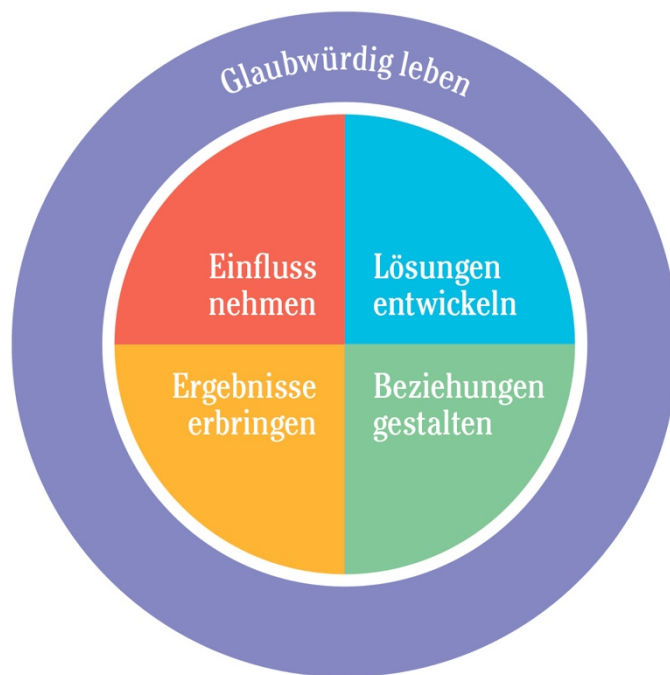 Glaubwürdig leben
Einfluss
nehmen
Lösungen
entwickeln
Ergebnisse
erbringen
Beziehungen
gestalten